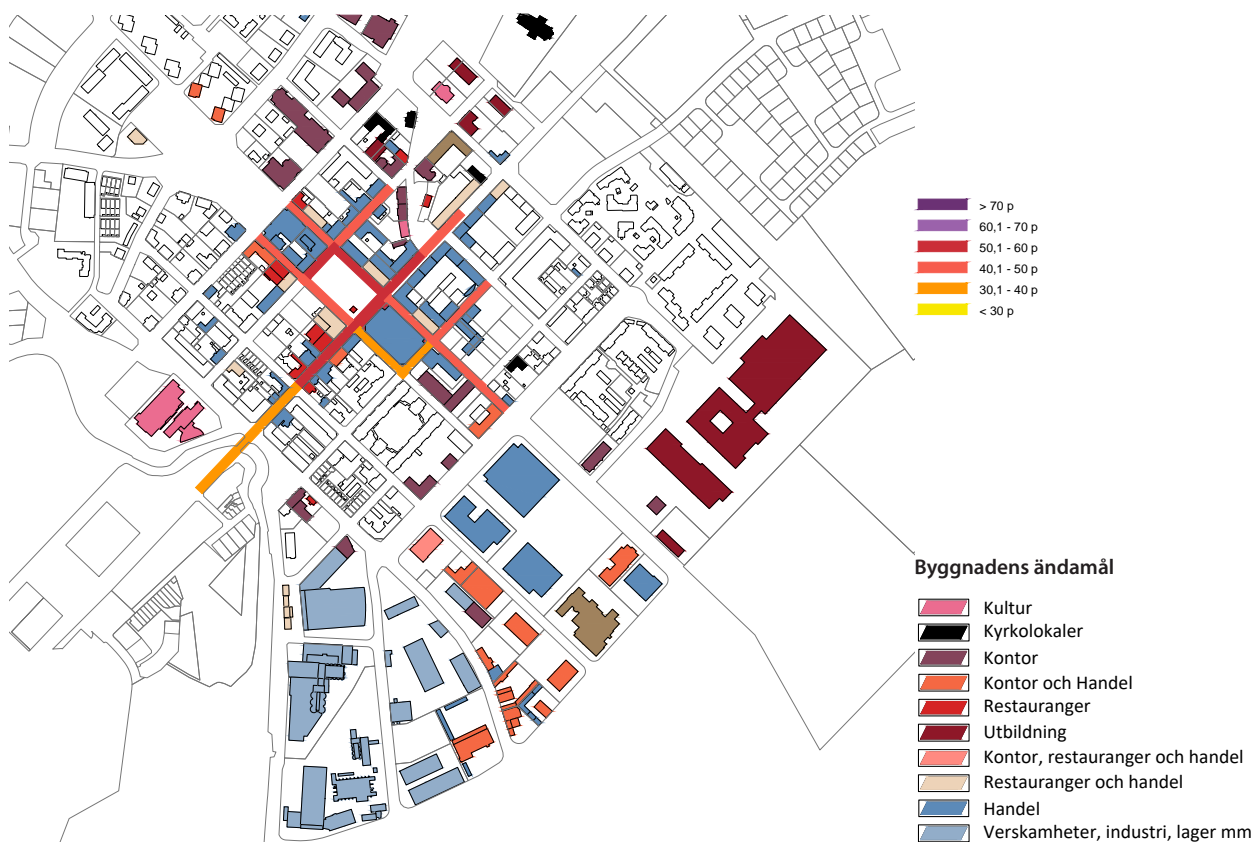 > 70 p
60,1 - 70 p
50,1 - 60 p
40,1 - 50 p
30,1 - 40 p
< 30 p
Byggnadens ändamål
Kultur
Kyrkolokaler
Kontor
Kontor och Handel
Restauranger
Utbildning
Kontor, restauranger och handel
Restauranger och handel
Handel
Verskamheter, industri, lager mm